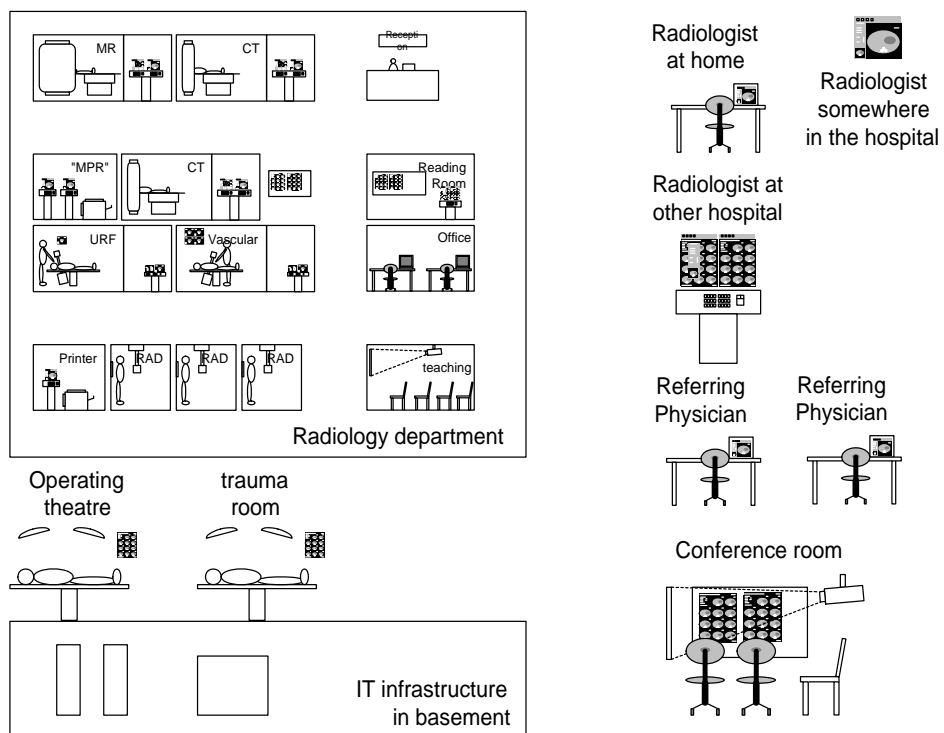 MR
CT
Recepti
on
"MPR"
CT
Reading
Room
URF
Vascular
Office
Printer
RAD
RAD
RAD
teaching
Radiology department
Operating
theatre
trauma
room
IT infrastructure
in basement
Radiologist
at home
Radiologist
somewhere
in the hospital
Radiologist at
other hospital
Referring
Physician
Referring
Physician
Conference room